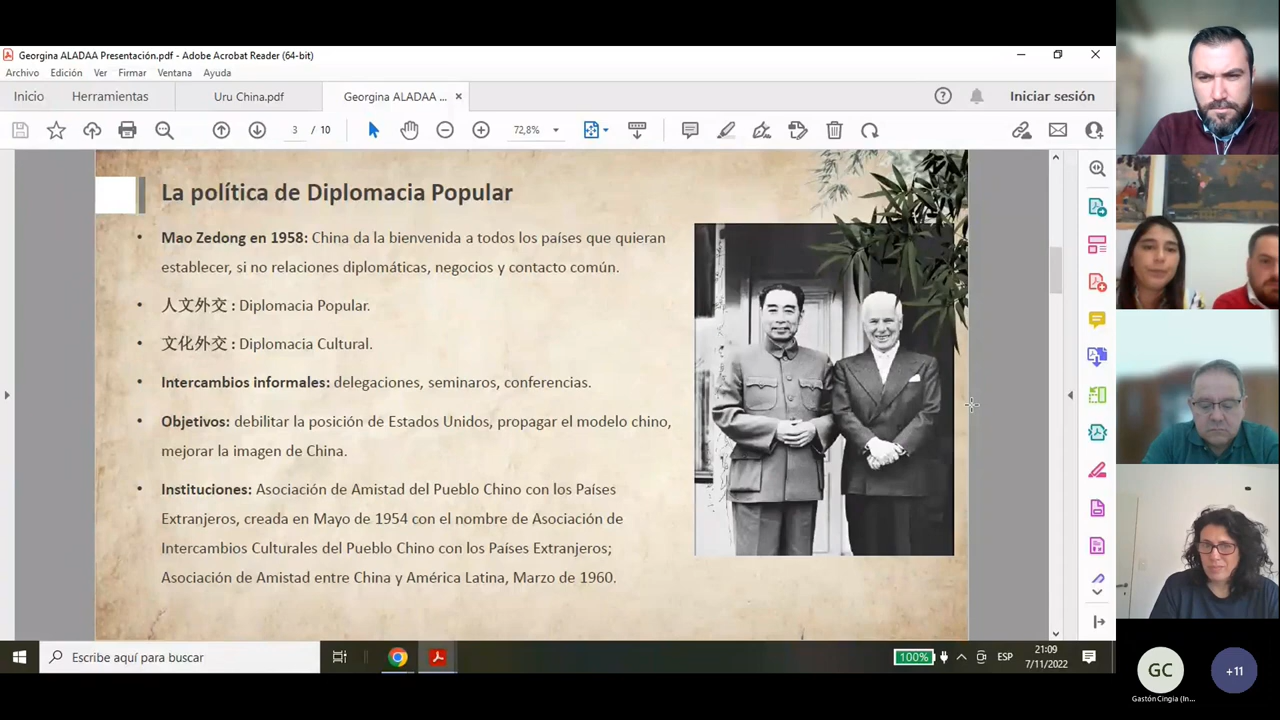 Georgina ALADAA Presentación.pdf - Adobe Acrobat Reader (64-bit)
Archivo Edición Ver Firmar Ventana Ayuda
Inicio Herramientas Uru China.pdf Georgina ALADAA ... Iniciar sesión
3 / 10 72,8%
La política de Diplomacia Popular
• Mao Zedong en 1958: China da la bienvenida a todos los países que quieran
establecer, si no relaciones diplomáticas, negocios y contacto común.
• 人文外交 : Diplomacia Popular.
• 文化外交 : Diplomacia Cultural.
• Intercambios informales: delegaciones, seminaros, conferencias.
• Objetivos: debilitar la posición de Estados Unidos, propagar el modelo chino,
mejorar la imagen de China.
• Instituciones: Asociación de Amistad del Pueblo Chino con los Países
Extranjeros, creada en Mayo de 1954 con el nombre de Asociación de
Intercambios Culturales del Pueblo Chino con los Países Extranjeros;
Asociación de Amistad entre China y América Latina, Marzo de 1960.
Escribe aquí para buscar
100% ESP
21:09
7/11/2022
GC
+11
Gastón Cingia (In...